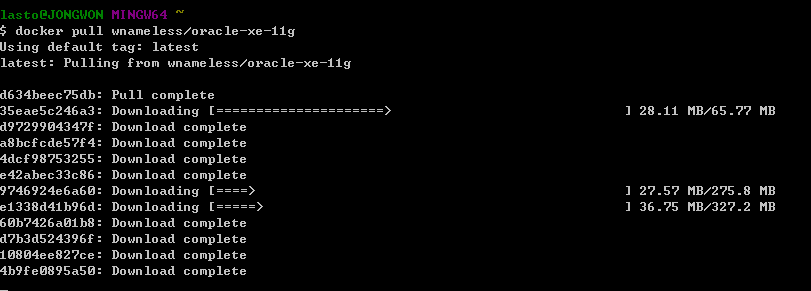 lasto@JONGWON MINGW64 ~
$ docker pull wnameless/oracle-xe-11g
Using default tag: latest
latest: Pulling from wnameless/oracle-xe-11g
d634beec75db: Pull complete
35eae5c246a3: Downloading [=====================>                             ] 28.11 MB/65.77 MB
d9729904347f: Download complete
a8bcfcde57f4: Download complete
4dcf98753255: Download complete
e42abec33c86: Download complete
9746924e6a60: Downloading [====>                                              ] 27.57 MB/275.8 MB
e1338d41b96d: Downloading [=====>                                             ] 36.75 MB/327.2 MB
60b7426a01b8: Download complete
d7b3d524396f: Download complete
10804ee827ce: Download complete
4b9fe0895a50: Download complete